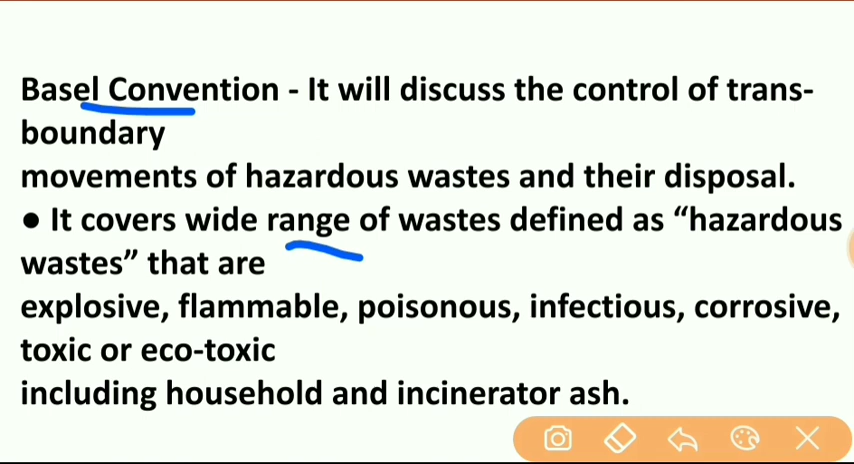 Basel Convention - It will discuss the control of trans-
boundary
movements of hazardous wastes and their disposal.
● It covers wide range of wastes defined as “hazardous
wastes” that are
explosive, flammable, poisonous, infectious, corrosive,
toxic or eco-toxic
including household and incinerator ash.